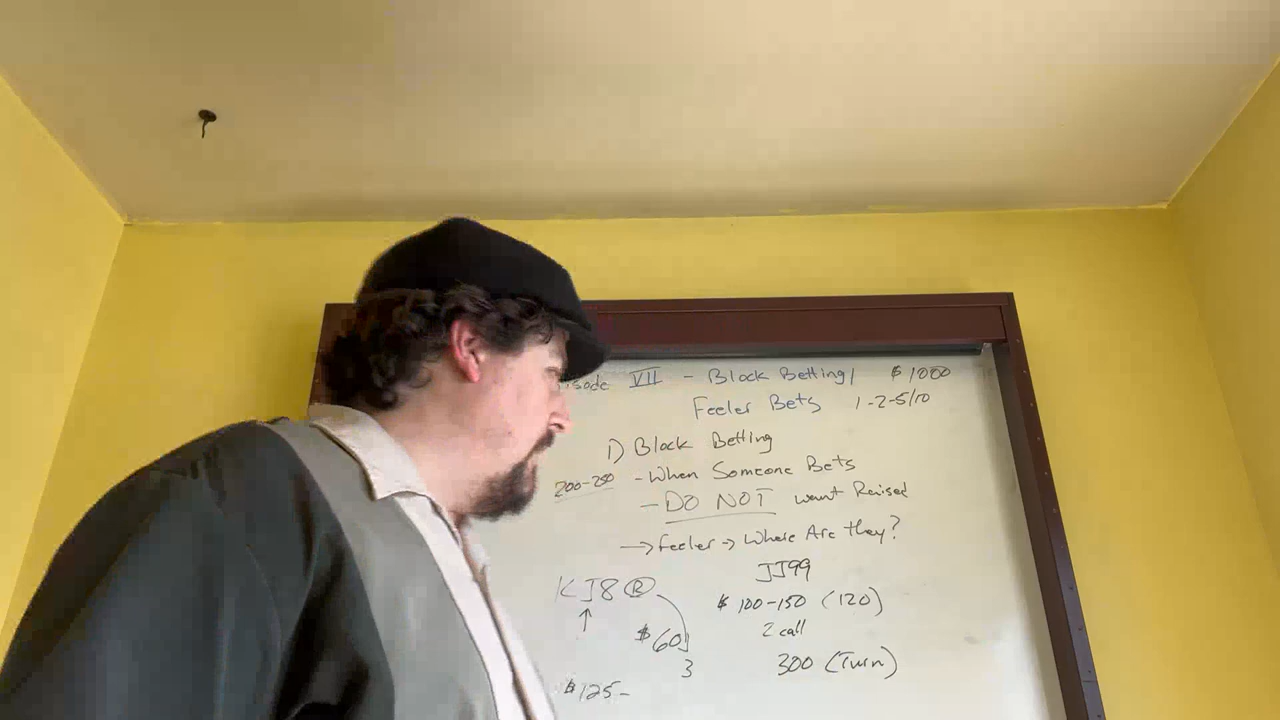 isode VII - Block Betting/ $1000
Feeler Bets 1-2-5/10
1) Block Betting
200-250 - When Someone Bets
- DO NOT want Raised
→ Feeler → Where Are they?
JJ99
KJ8 R $100-150 (120)
↑ 2 call
$60
3 300 (Turn)
$125-